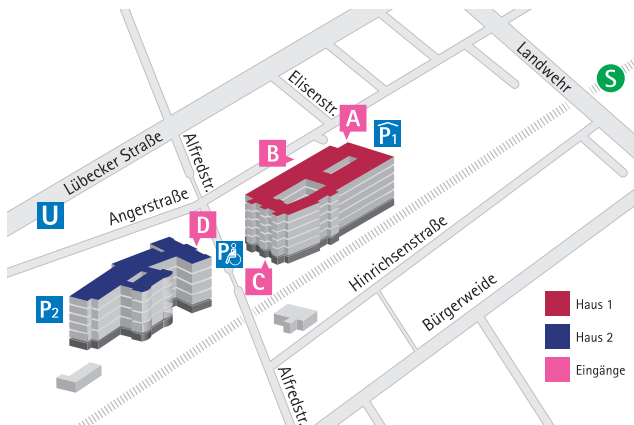 Landwehr
S
Elisenstr.
A
P1
B
Lübecker Straße
Alfredstr.
Angerstraße
U
D
P
C
Hinrichsenstraße
P2
Bürgerweide
Haus 1
Haus 2
Eingänge
Alfredstr.